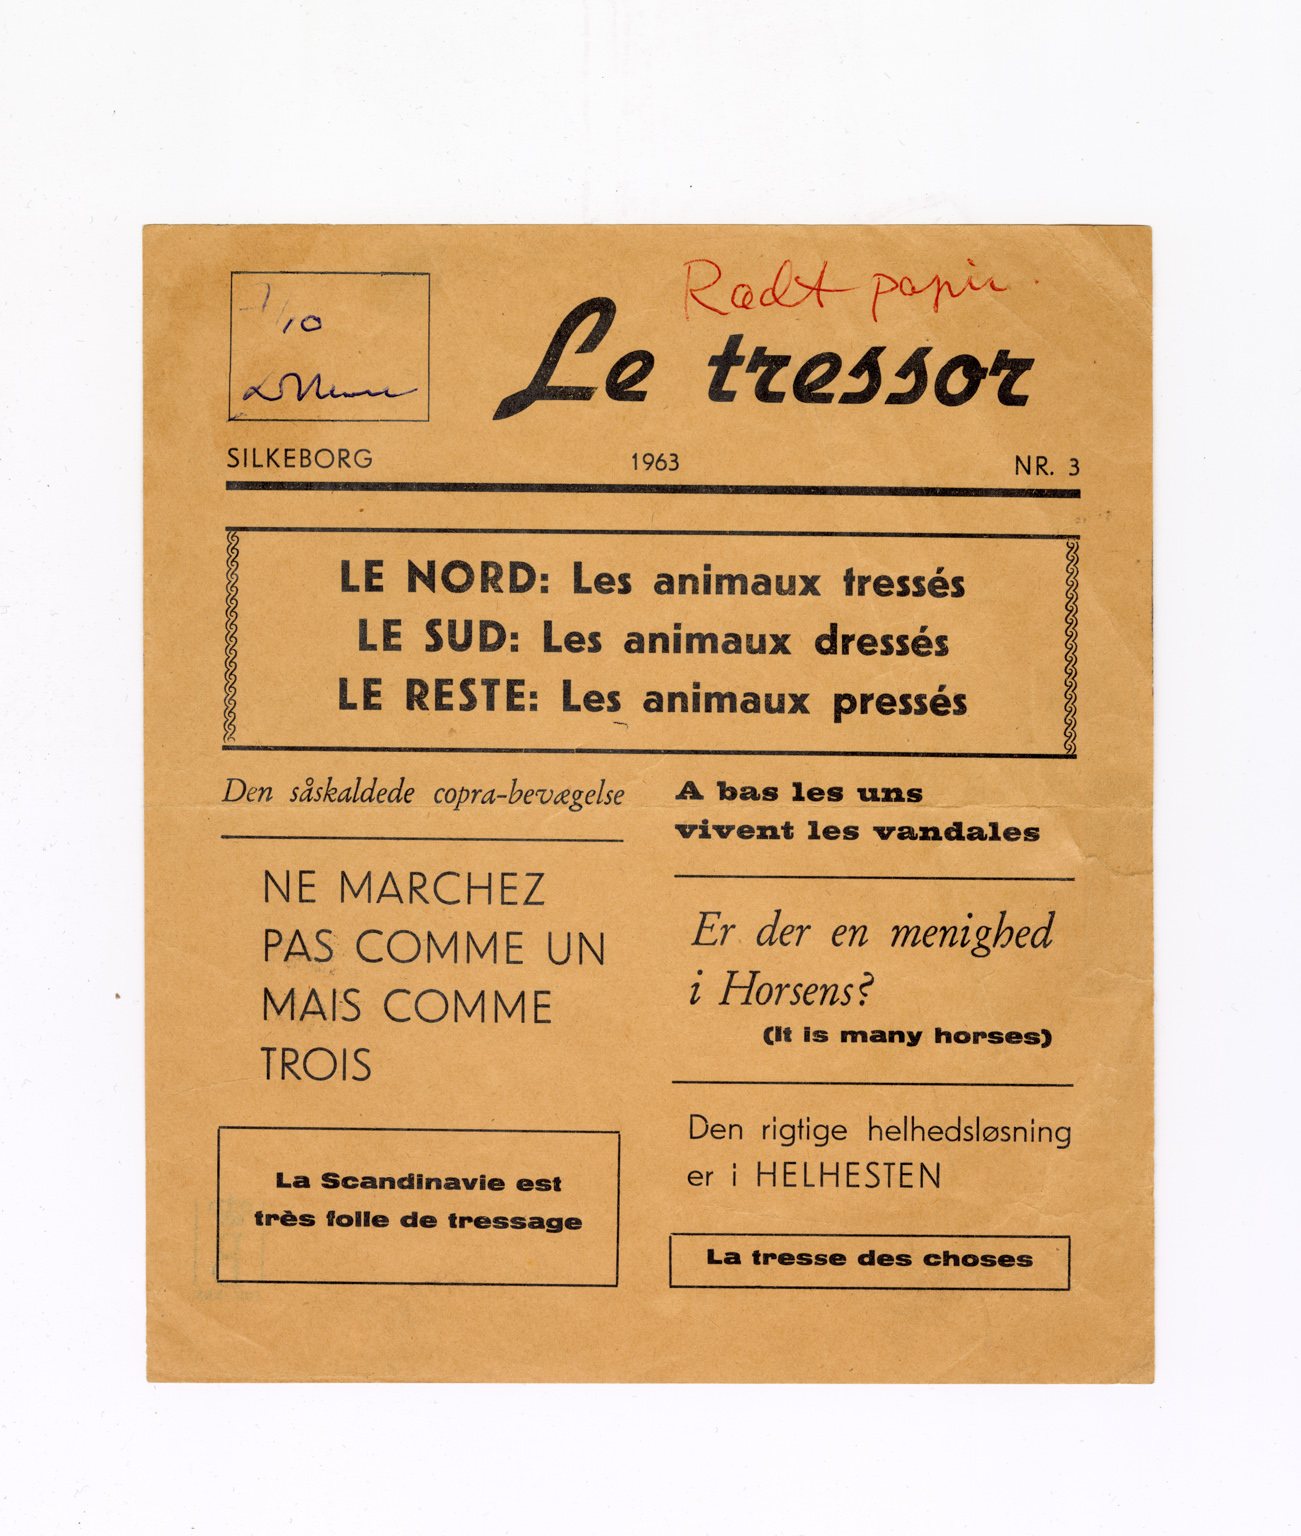 Rødt papir
1/10
Le tressor
SILKEBORG 1963 NR. 3
LE NORD: Les animaux tressés
LE SUD: Les animaux dressés
LE RESTE: Les animaux pressés
Den såskaldede copra-bevægelse
NE MARCHEZ
PAS COMME UN
MAIS COMME
TROIS
La Scandinavie est
très folle de tressage
A bas les uns
vivent les vandales
Er der en menighed
i Horsens?
(It is many horses)
Den rigtige helhedsløsning
er i HELHESTEN
La tresse des choses